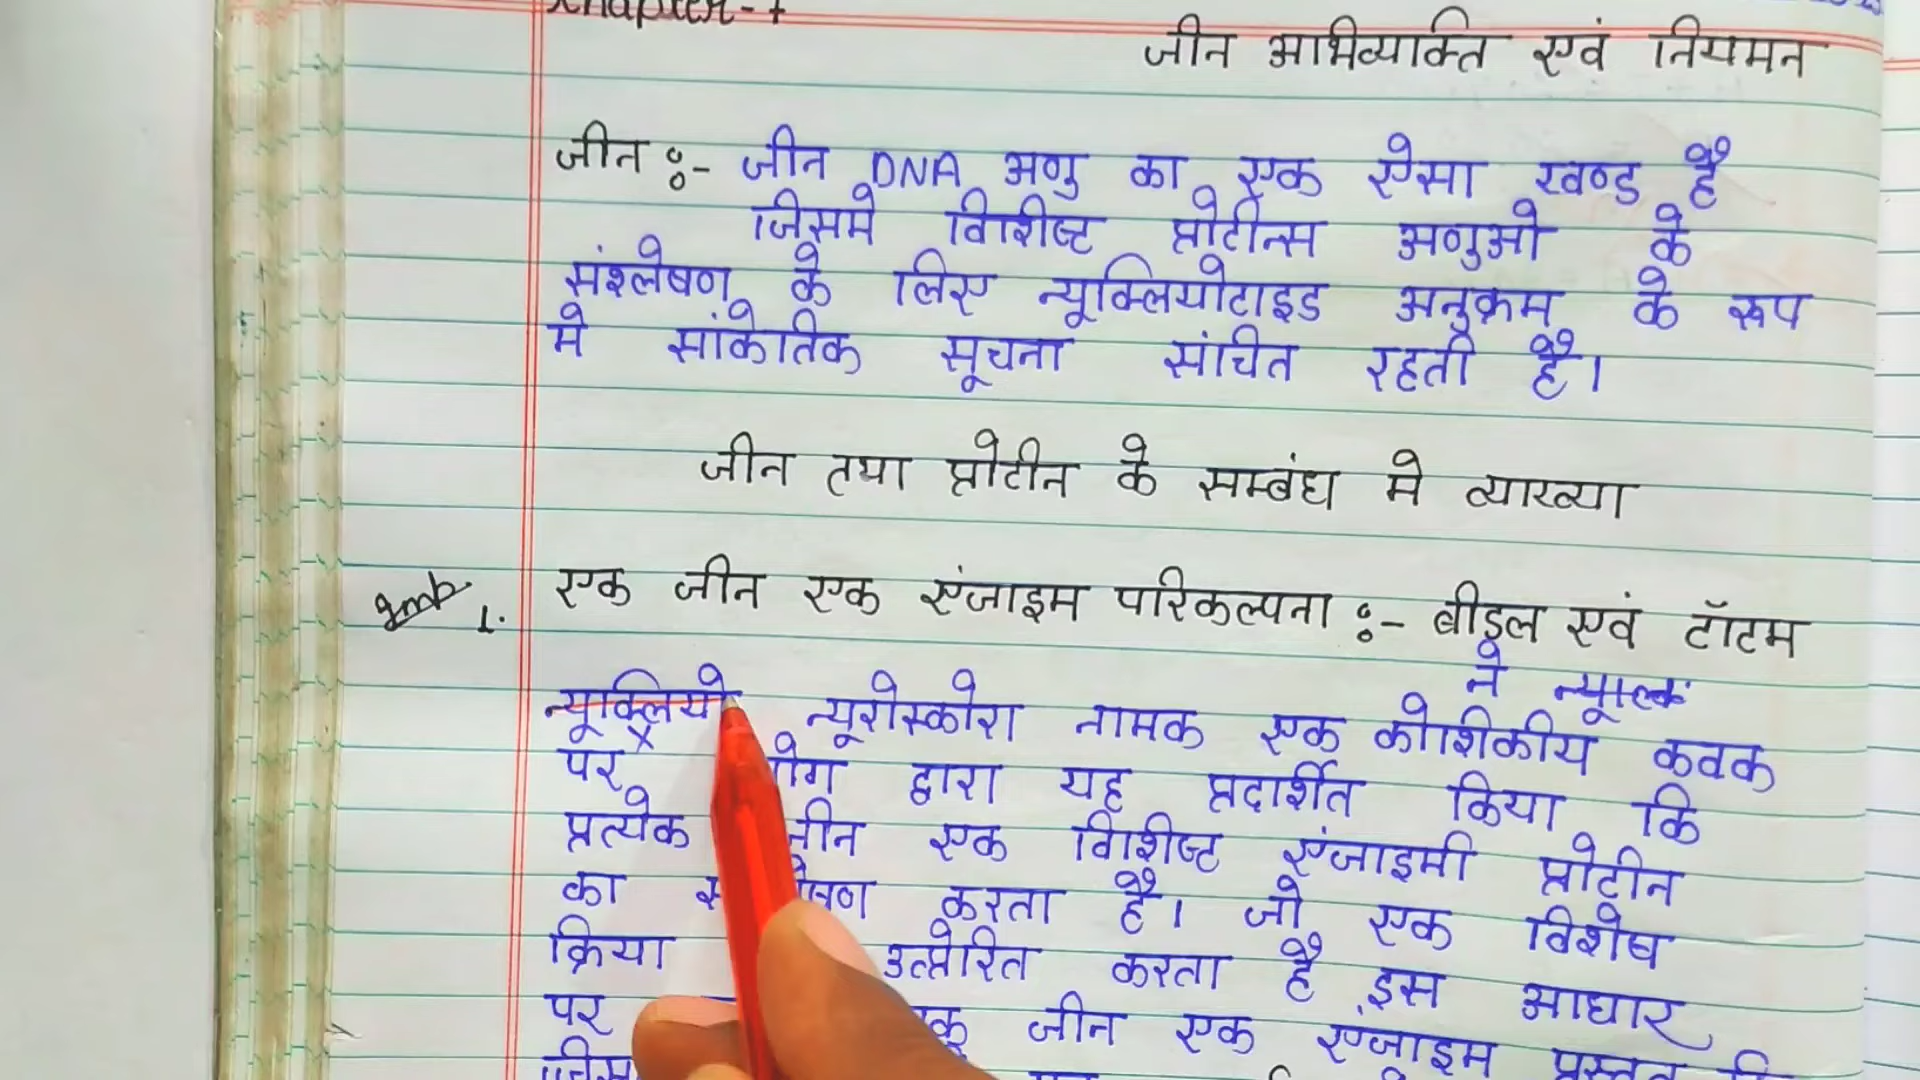 Chapter-
जीन अभिव्यक्ति एवं नियमन
जीन :- जीन DNA अणु का एक ऐसा खण्ड है
जिसमे विशिष्ट प्रोटीन्स अणुओ के
संश्लेषण के लिए न्यूक्लियोटाइड अनुक्रम के रूप
मे सांकेतिक सूचना संचित रहती है।
जीन तथा प्रोटीन के सम्बंध मे व्याख्या
Imp 1. एक जीन एक एंजाइम परिकल्पना :- बीडल एवं टॉटम
ने
न्यूक्लियो न्यूरोस्कोरा नामक एक कोशिकीय कवक
पर द्वारा यह प्रदर्शित किया कि
प्रत्येक जीन एक विशिष्ट एंजाइमी प्रोटीन
का करता है। जो एक विशेष
क्रिया उत्प्रेरित करता है इस आधार
पर जीन एक एंजाइम